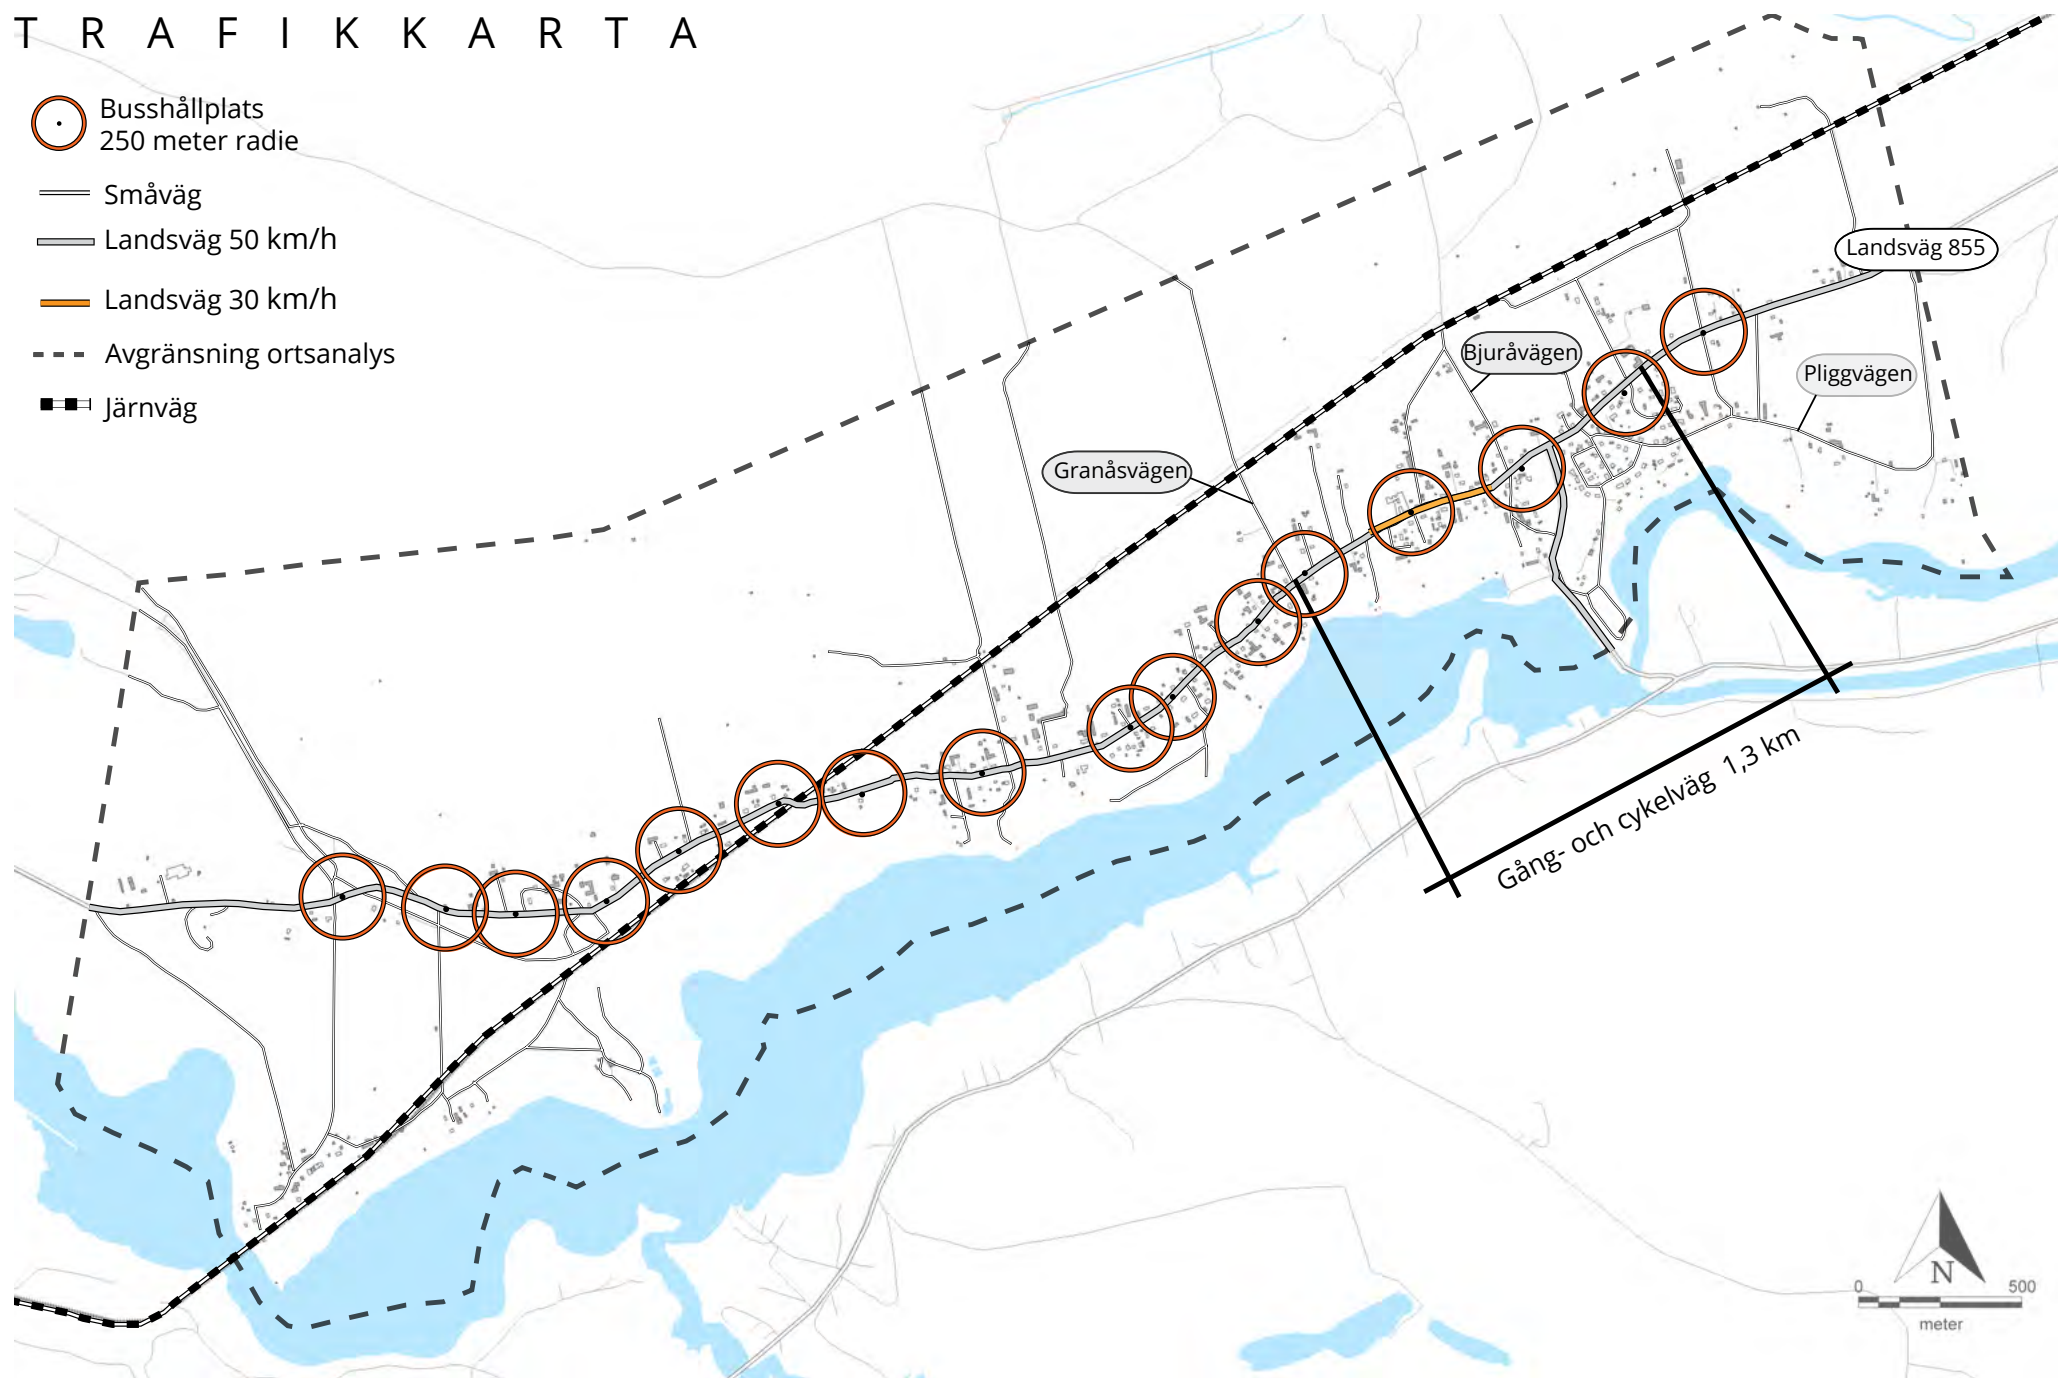 TRAFIKKARTA
Busshållplats
250 meter radie
Småväg
Landsväg 50 km/h
Landsväg 30 km/h
Avgränsning ortsanalys
Järnväg
Landsväg 855
Bjuråvägen
Pliggvägen
Granåsvägen
Gång- och cykelväg 1,3 km
N
0 500
meter